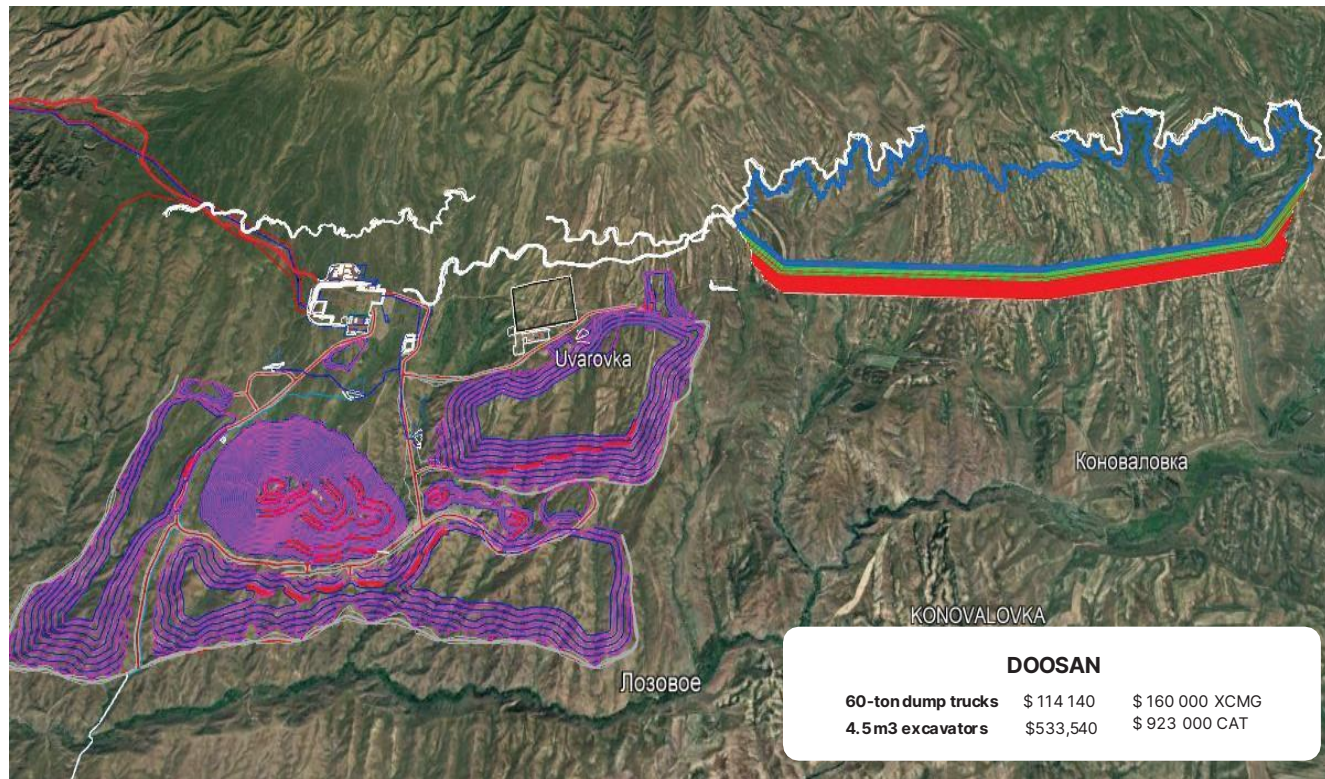 Uvarovka
Коноваловка
KONOVALOVKA
Лозовое
DOOSAN
60-ton dump trucks $ 114 140 $ 160 000 XCMG
4.5m3 excavators $533,540 $ 923 000 CAT